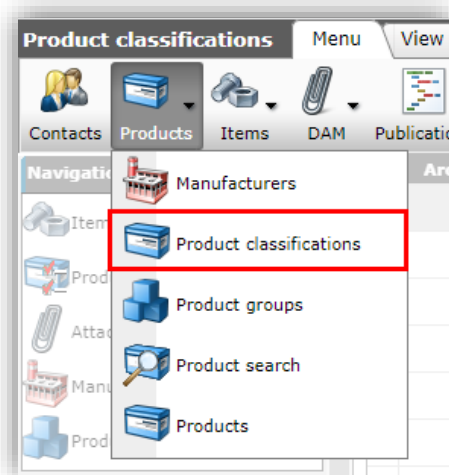 Product classifications Menu View
Contacts Products Items DAM
Manufacturers
Product classifications
Product groups
Product search
Products